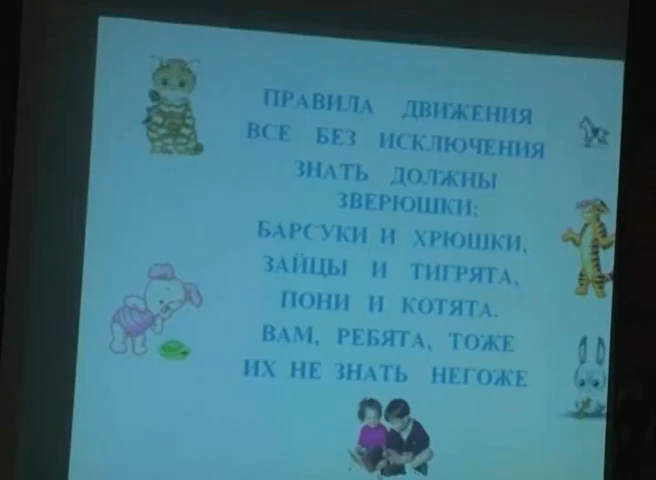 ПРАВИЛА ДВИЖЕНИЯ
ВСЕ БЕЗ ИСКЛЮЧЕНИЯ
ЗНАТЬ ДОЛЖНЫ
ЗВЕРЮШКИ:
БАРСУКИ И ХРЮШКИ,
ЗАЙЦЫ И ТИГРЯТА,
ПОНИ И КОТЯТА.
ВАМ, РЕБЯТА, ТОЖЕ
ИХ НЕ ЗНАТЬ НЕГОЖЕ